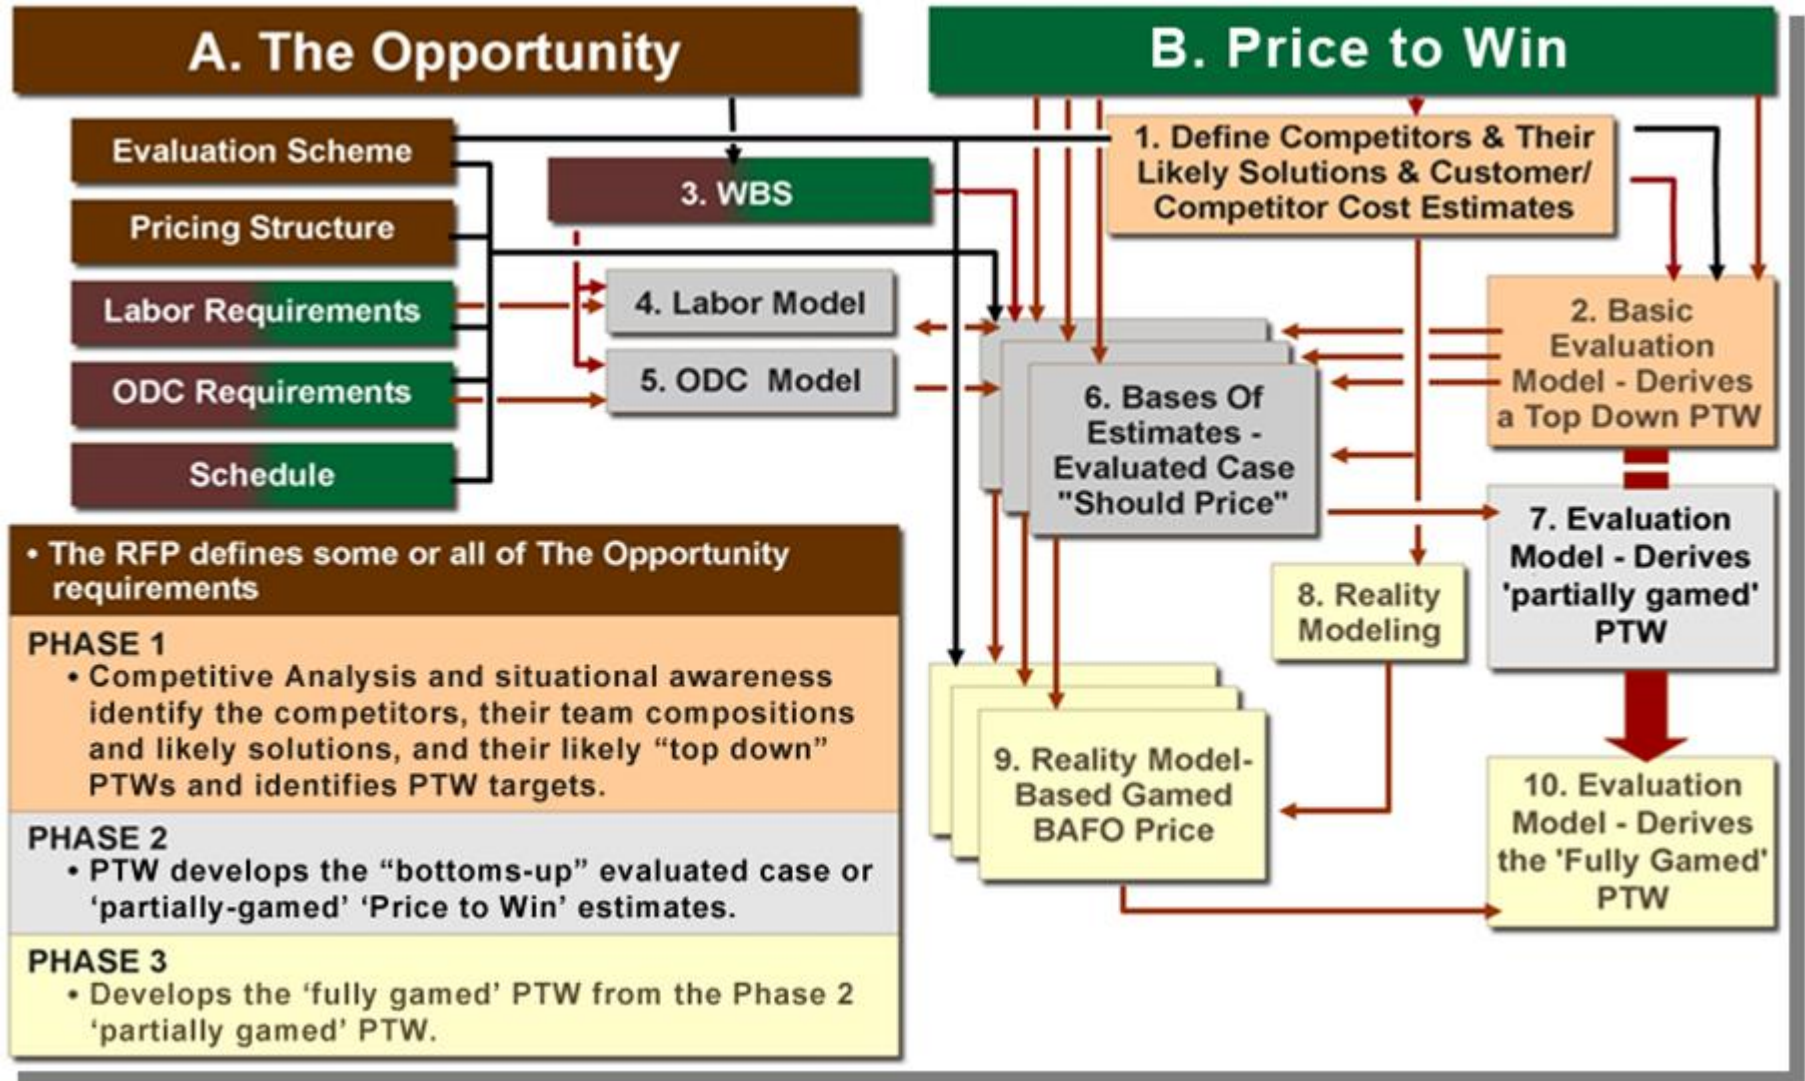 A. The Opportunity
B. Price to Win
Evaluation Scheme
Pricing Structure
Labor Requirements
ODC Requirements
Schedule
3. WBS
4. Labor Model
5. ODC Model
1. Define Competitors & Their
Likely Solutions & Customer/
Competitor Cost Estimates
2. Basic
Evaluation
Model - Derives
a Top Down PTW
6. Bases Of
Estimates -
Evaluated Case
"Should Price"
7. Evaluation
Model - Derives
'partially gamed'
PTW
8. Reality
Modeling
9. Reality Model-
Based Gamed
BAFO Price
10. Evaluation
Model - Derives
the 'Fully Gamed'
PTW
• The RFP defines some or all of The Opportunity
requirements
PHASE 1
• Competitive Analysis and situational awareness
identify the competitors, their team compositions
and likely solutions, and their likely “top down”
PTWs and identifies PTW targets.
PHASE 2
• PTW develops the “bottoms-up” evaluated case or
‘partially-gamed’ ‘Price to Win’ estimates.
PHASE 3
• Develops the ‘fully gamed’ PTW from the Phase 2
‘partially gamed’ PTW.